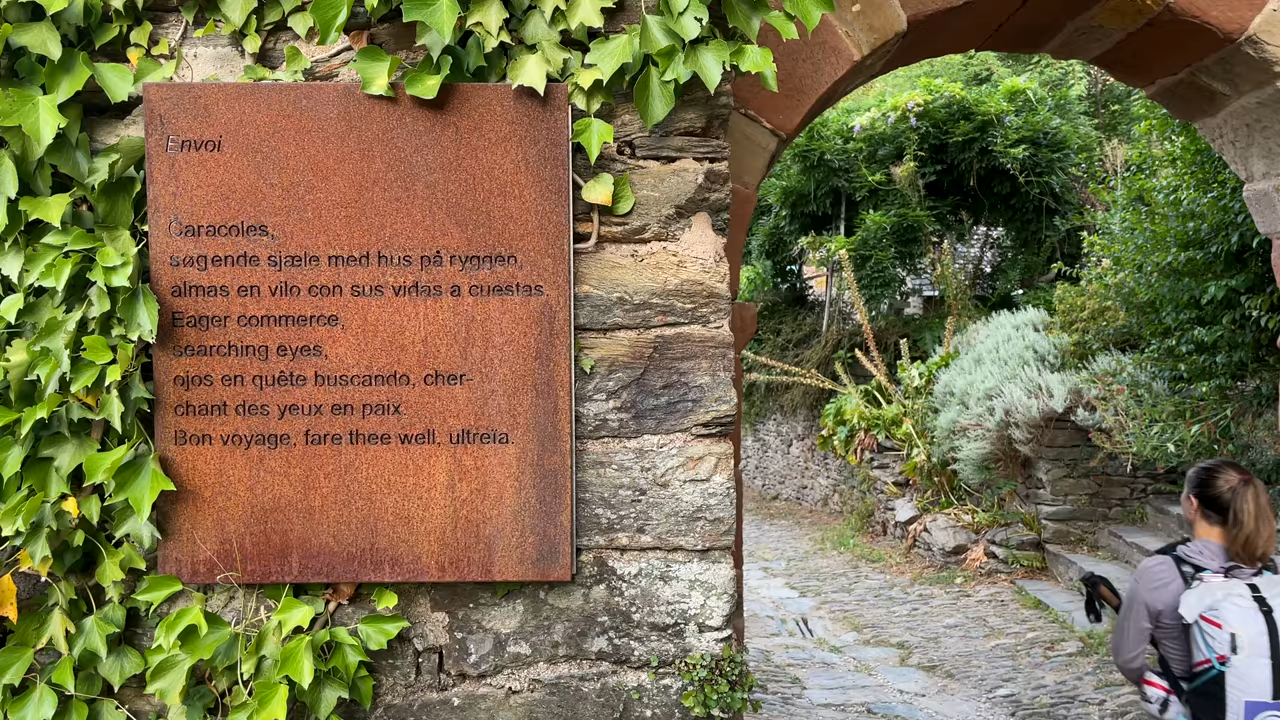 Envoi
Caracoles,
søgende sjæle med hus på ryggen,
almas en vilo con sus vidas a cuestas.
Eager commerce,
searching eyes,
ojos en quête buscando, cher-
chant des yeux en paix.
Bon voyage, fare thee well, ultreïa.